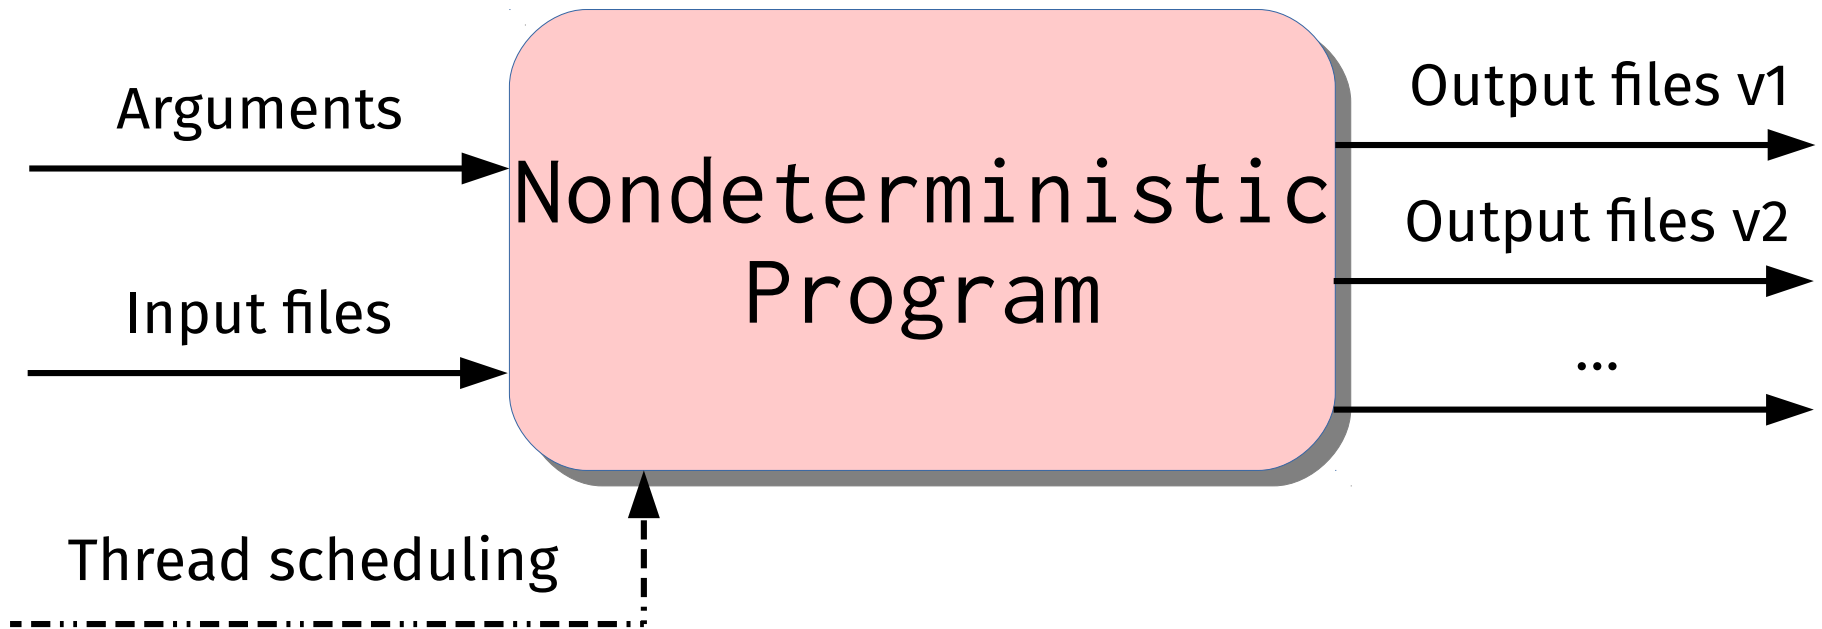 Arguments
Input files
Thread scheduling
Nondeterministic
Program
Output files v1
Output files v2
...